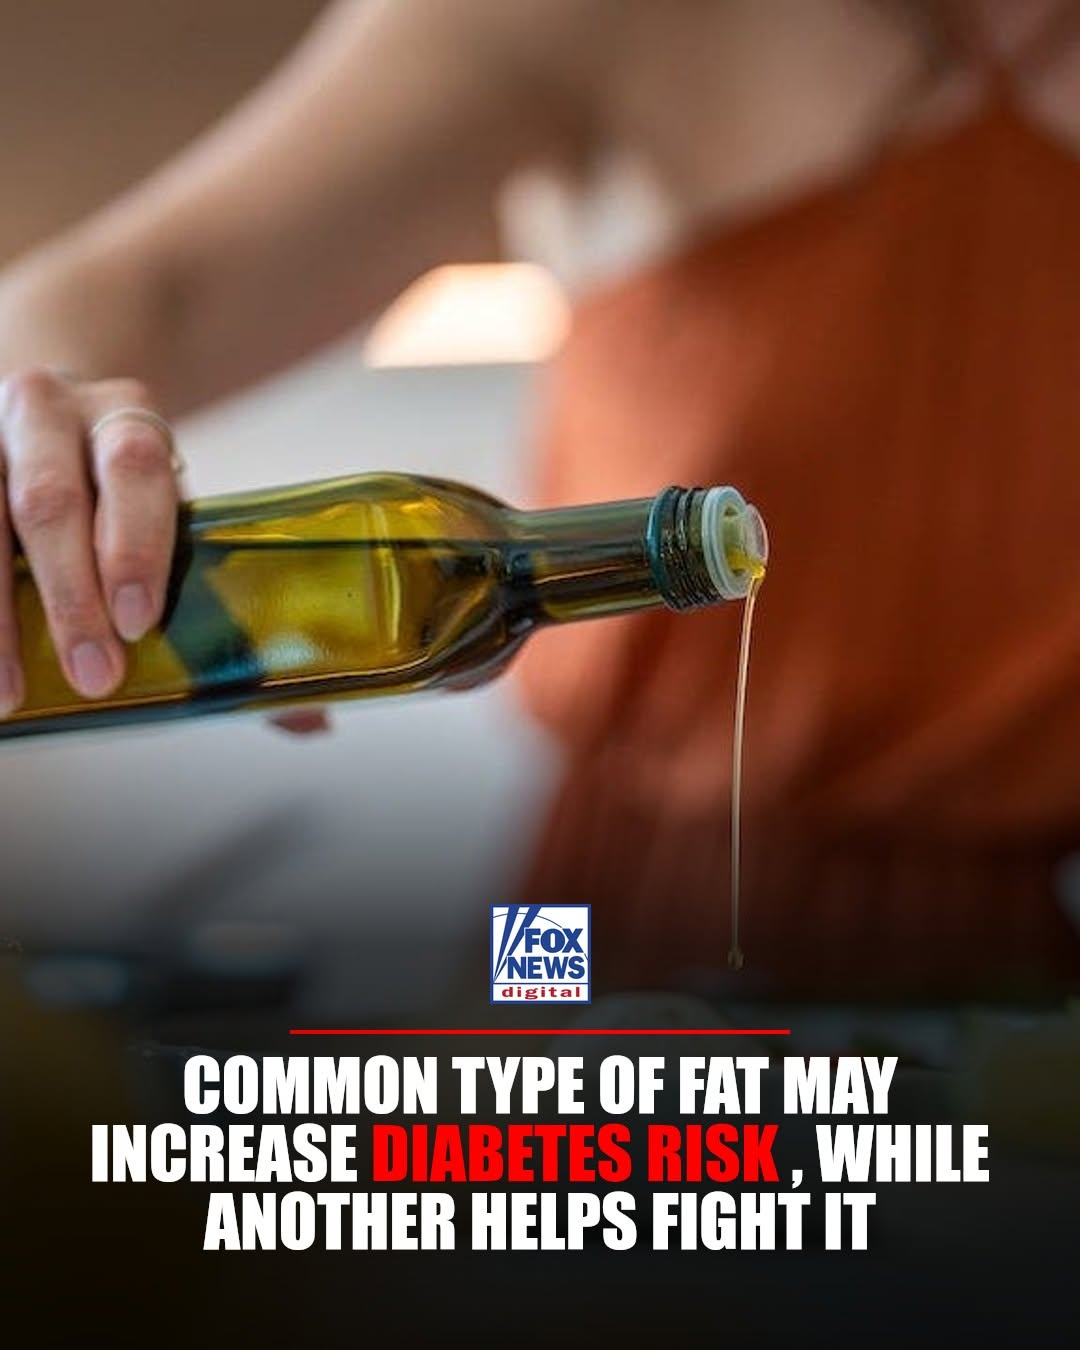 FOX
NEWS
digital
COMMON TYPE OF FAT MAY
INCREASE DIABETES RISK , WHILE
ANOTHER HELPS FIGHT IT